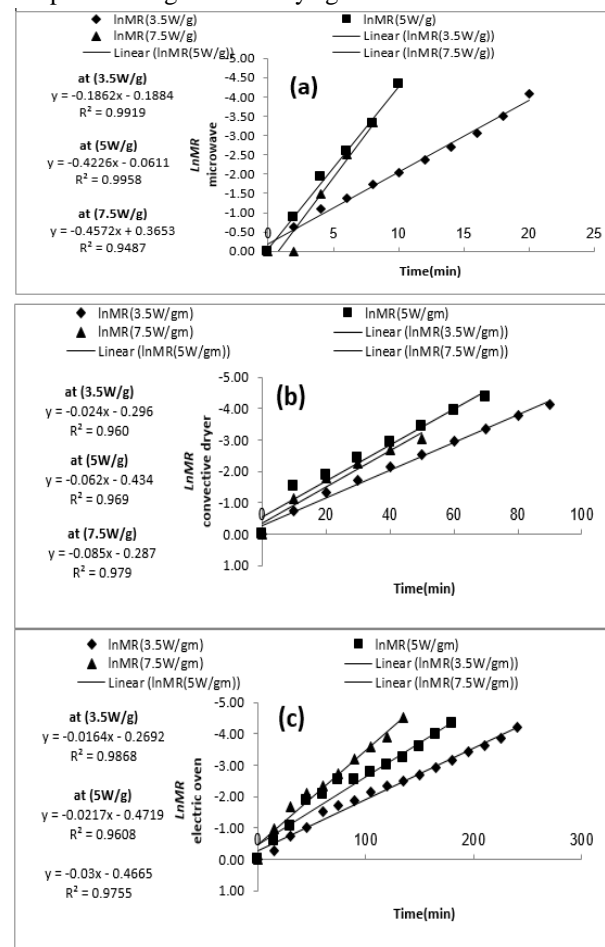 ◆ lnMR(3.5W/g) ■ lnMR(5W/g)
▲ lnMR(7.5W/g) Linear (lnMR(3.5W/g))
Linear (lnMR(5W/g)) Linear (lnMR(7.5W/g))
at (3.5W/g)
y = -0.1862x - 0.1884
R² = 0.9919
at (5W/g)
y = -0.4226x - 0.0611
R² = 0.9958
at (7.5W/g)
y = -0.4572x + 0.3653
R² = 0.9487
LnMR
microwave
-5.00
-4.50
-4.00
-3.50
-3.00
-2.50
-2.00
-1.50
-1.00
-0.50
0.00
(a)
0 5 10 15 20 25
Time(min)
◆ lnMR(3.5W/gm) ■ lnMR(5W/gm)
▲ lnMR(7.5W/gm) Linear (lnMR(3.5W/gm))
Linear (lnMR(5W/gm)) Linear (lnMR(7.5W/gm))
at (3.5W/g)
y = -0.024x - 0.296
R² = 0.960
at (5W/g)
y = -0.062x - 0.434
R² = 0.969
at (7.5W/g)
y = -0.085x - 0.287
R² = 0.979
LnMR
convective dryer
-5.00
-4.00
-3.00
-2.00
-1.00
0.00
1.00
(b)
0 20 40 60 80 100
Time(min)
◆ lnMR(3.5W/gm) ■ lnMR(5W/gm)
▲ lnMR(7.5W/gm) Linear (lnMR(3.5W/gm))
Linear (lnMR(5W/gm)) Linear (lnMR(7.5W/gm))
at (3.5W/g)
y = -0.0164x - 0.2692
R² = 0.9868
at (5W/g)
y = -0.0217x - 0.4719
R² = 0.9608
y = -0.03x - 0.4665
R² = 0.9755
LnMR
electric oven
-5.00
-4.00
-3.00
-2.00
-1.00
0.00
1.00
(c)
0 100 200 300
Time(min)